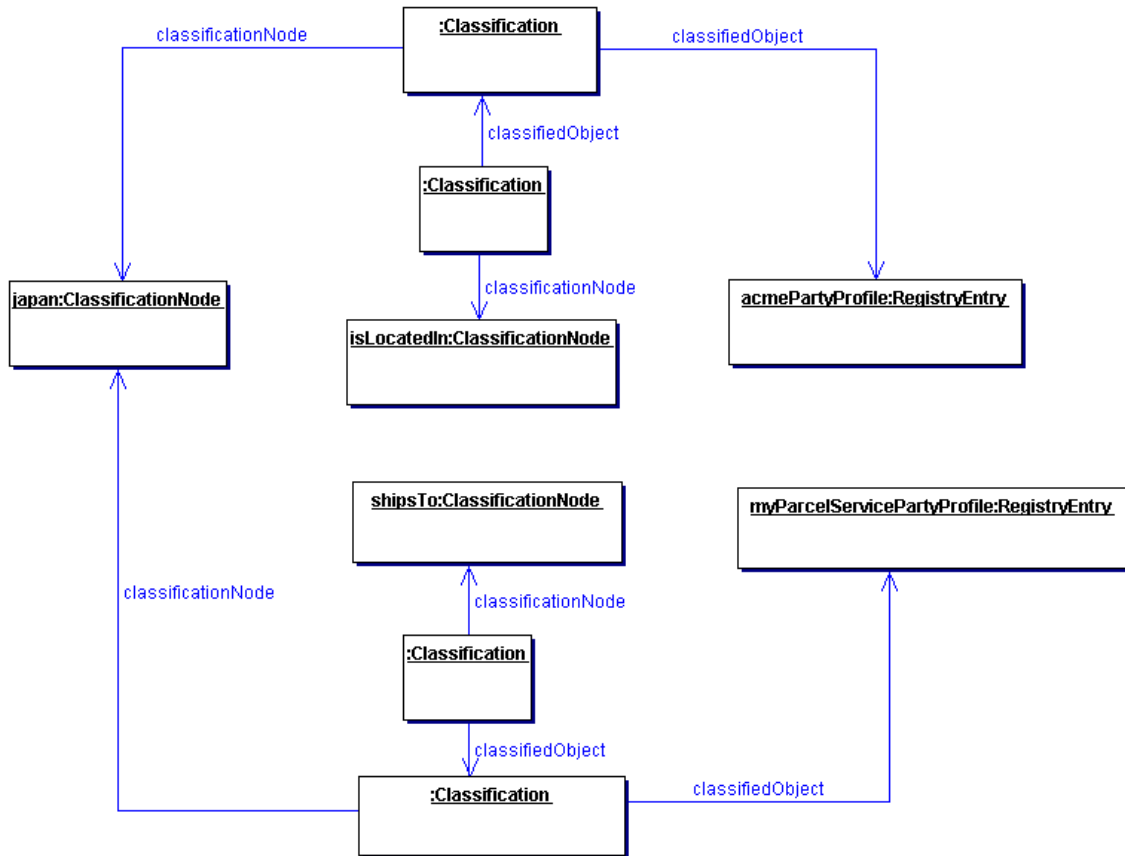 :Classification
classificationNode
classifiedObject
classifiedObject
:Classification
classificationNode
japan:ClassificationNode
acmePartyProfile:RegistryEntry
isLocatedIn:ClassificationNode
shipsTo:ClassificationNode
myParcelServicePartyProfile:RegistryEntry
classificationNode
classificationNode
:Classification
classifiedObject
:Classification
classifiedObject